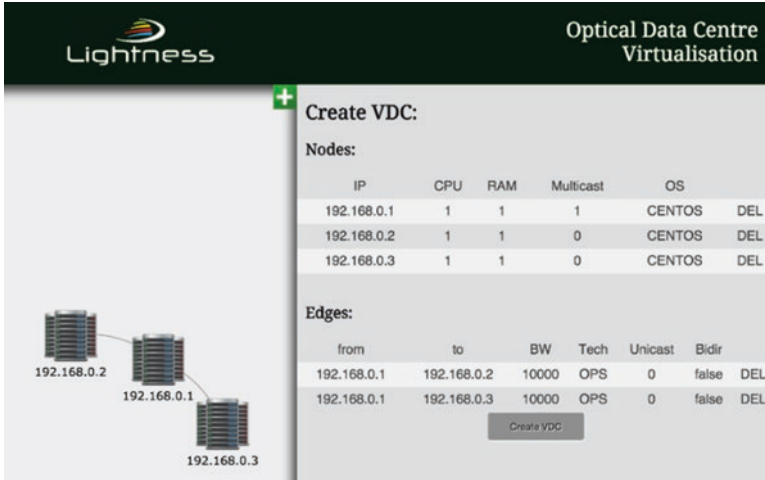 Lightness
Optical Data Centre
Virtualisation
Create VDC:
Nodes:
IP CPU RAM Multicast OS
192.168.0.1 1 1 1 CENTOS DEL
192.168.0.2 1 1 0 CENTOS DEL
192.168.0.3 1 1 0 CENTOS DEL
Edges:
from to BW Tech Unicast Bidir
192.168.0.1 192.168.0.2 10000 OPS 0 false DEL
192.168.0.1 192.168.0.3 10000 OPS 0 false DEL
Create VDC
192.168.0.2
192.168.0.1
192.168.0.3